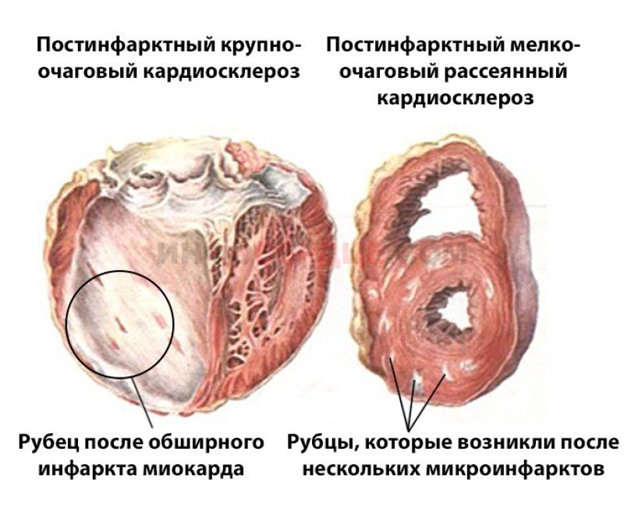 Постинфарктный крупно-
очаговый кардиосклероз
Постинфарктный мелко-
очаговый рассеянный
кардиосклероз
Рубец после обширного
инфаркта миокарда
Рубцы, которые возникли после
нескольких микроинфарктов